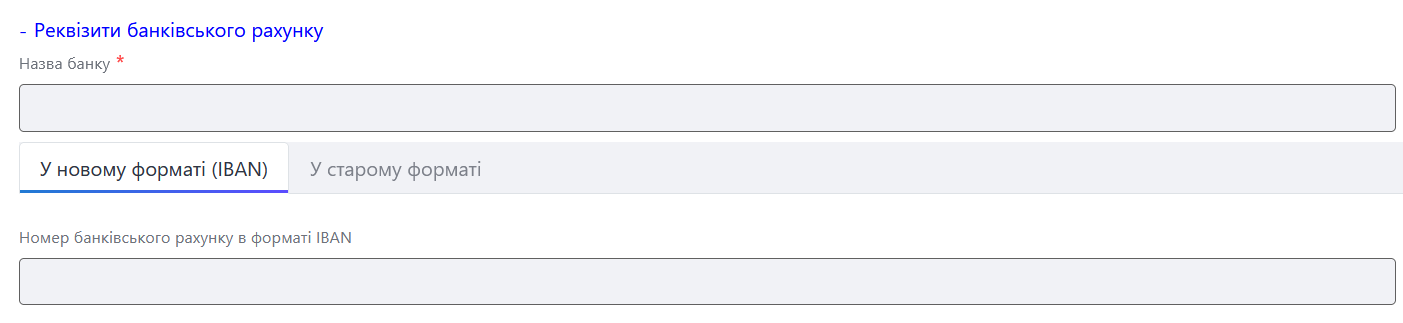 - Реквізити банківського рахунку
Назва банку *
У новому форматі (IBAN) У старому форматі
Номер банківського рахунку в форматі IBAN